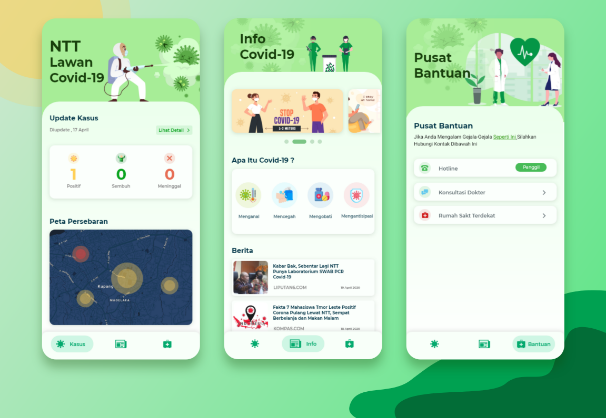 NTT
Lawan
Covid-19
Update Kasus
Diupdate, 17 April
Lihat Detail >
1
0
0
Positif
Sembuh
Meninggal
Peta Persebaran
Kupang
Kasus
Info
Covid-19
STOP
COVID-19
Apa Itu Covid-19 ?
Mengenal
Mencegah
Mengobati
Mengantisipasi
Berita
Kabar Baik, Sebentar Lagi NTT
Punya Laboratorium SWAB PCR
Covid-19
LIPUTAN6.COM
Fakta 7 Mahasiswa Timor Leste Positif
Corona Pulang Lewat NTT, Sempat
Berbelanja dan Makan Malam
KOMPAS.COM
Info
Pusat
Bantuan
Pusat Bantuan
Jika Anda Mengalami Gejala Gejala Seperti Ini Silahkan
Hubungi Kontak Dibawah Ini
Hotline
Panggil
Konsultasi Dokter
Rumah Sakit Terdekat
Bantuan